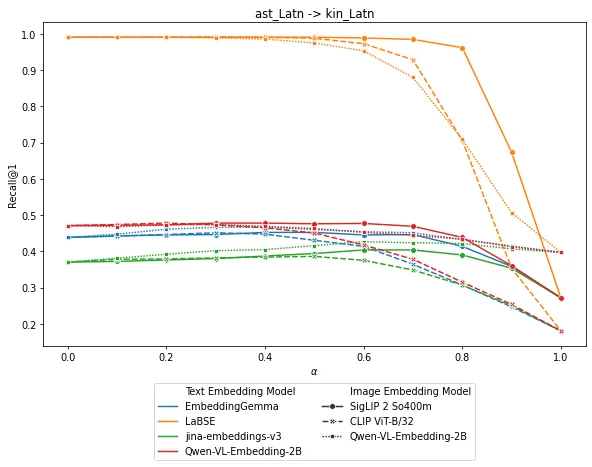 ast_Latn -> kin_Latn
1.0
0.9
0.8
0.7
0.6
0.5
0.4
0.3
0.2
Recall@1
0.0 0.2 0.4 0.6 0.8 1.0
α
Text Embedding Model Image Embedding Model
EmbeddingGemma SigLIP 2 So400m
LaBSE CLIP ViT-B/32
jina-embeddings-v3 Qwen-VL-Embedding-2B
Qwen-VL-Embedding-2B